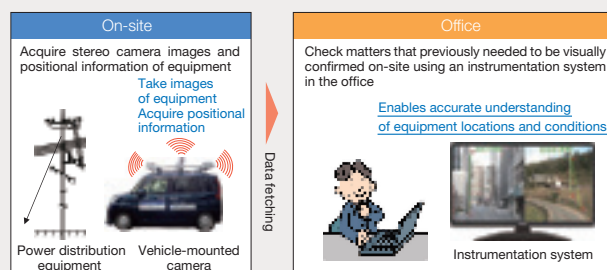 On-site
Acquire stereo camera images and
positional information of equipment
Take images
of equipment
Acquire positional
information
Power distribution
equipment
Vehicle-mounted
camera
Data fetching
Office
Check matters that previously needed to be visually
confirmed on-site using an instrumentation system
in the office
Enables accurate understanding
of equipment locations and conditions
Instrumentation system